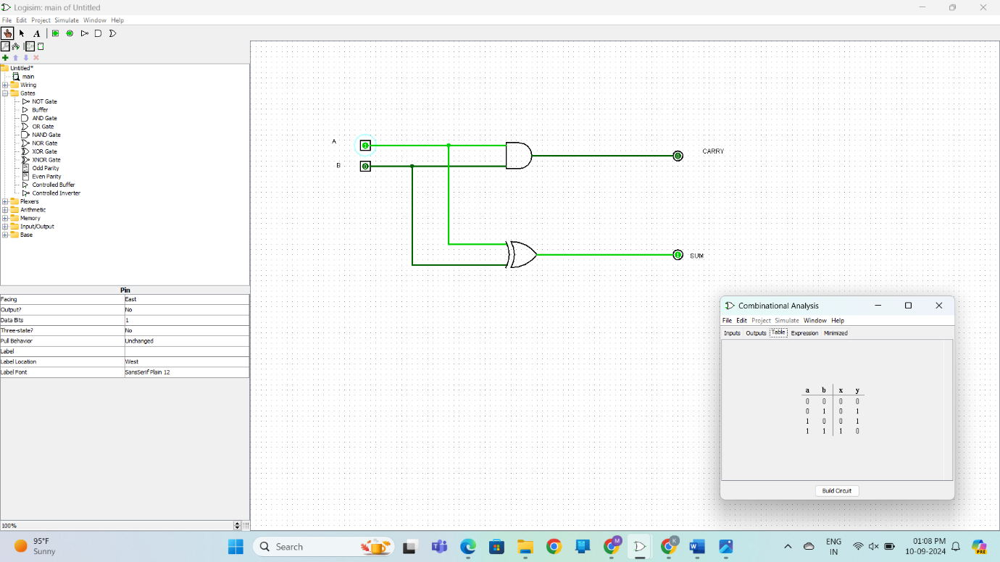 Logisim: main of Untitled
File Edit Project Simulate Window Help
A
Untitled*
main
Wiring
Gates
NOT Gate
Buffer
AND Gate
OR Gate
NAND Gate
NOR Gate
XOR Gate
XNOR Gate
Odd Parity
Even Parity
Controlled Buffer
Controlled Inverter
Plexers
Arithmetic
Memory
Input/Output
Base
Pin
Facing East
Output? No
Data Bits 1
Three-state? No
Pull Behavior Unchanged
Label
Label Location West
Label Font SansSerif Plain 12
100%
A 1
B 0
0 CARRY
1 SUM
Combinational Analysis
File Edit Project Simulate Window Help
Inputs Outputs Table Expression Minimized
a b x y
0 0 0 0
0 1 0 1
1 0 0 1
1 1 1 0
Build Circuit
95°F
Sunny
Search
M
K
ENG
IN
01:08 PM
10-09-2024
PRE